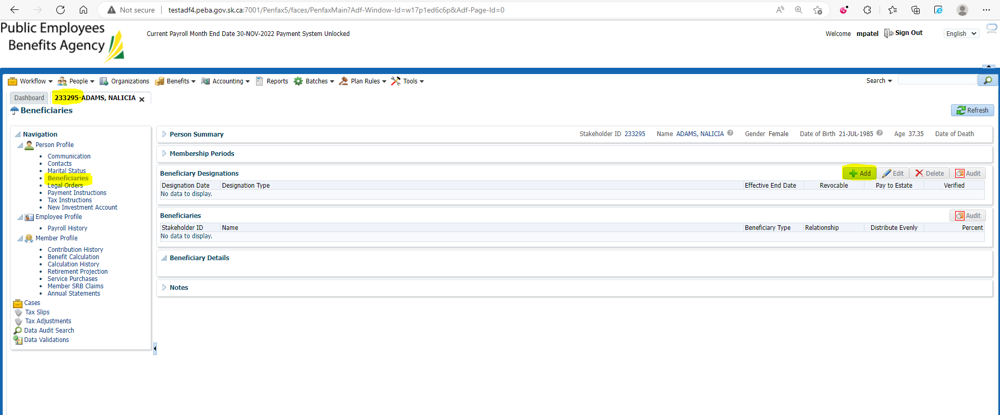 Not secure | testadf4.peba.gov.sk.ca:7001/Penfax5/faces/PenfaxMain?Adf-Window-Id=w17p1ed6c6p&Adf-Page-Id=0
Public Employees
Benefits Agency
Current Payroll Month End Date 30-NOV-2022 Payment System Unlocked
Welcome mpatel Sign Out English
Workflow People Organizations Benefits Accounting Reports Batches Plan Rules Tools Search
Dashboard 233295-ADAMS, NALICIA
Beneficiaries
Refresh
Navigation
Person Profile
Communication
Contacts
Marital Status
Beneficiaries
Legal Orders
Payment Instructions
Tax Instructions
New Investment Account
Employee Profile
Payroll History
Member Profile
Contribution History
Benefit Calculation
Calculation History
Retirement Projection
Service Purchases
Member SRB Claims
Annual Statements
Cases
Tax Slips
Tax Adjustments
Data Audit Search
Data Validations
Person Summary Stakeholder ID 233295 Name ADAMS, NALICIA Gender Female Date of Birth 21-JUL-1985 Age 37.35 Date of Death
Membership Periods
Beneficiary Designations Add Edit Delete Audit
Designation Date Designation Type Effective End Date Revocable Pay to Estate Verified
No data to display.
Beneficiaries Audit
Stakeholder ID Name Beneficiary Type Relationship Distribute Evenly Percent
No data to display.
Beneficiary Details
Notes